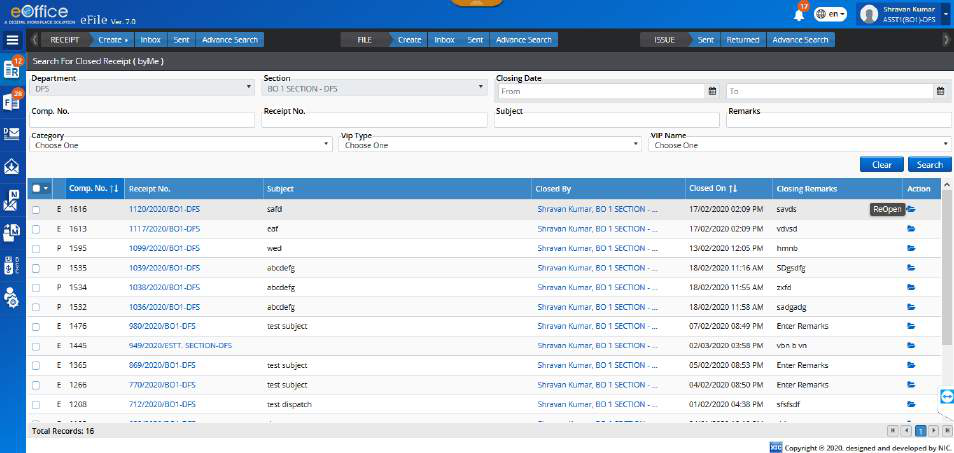 eOffice
A DIGITAL WORKPLACE SOLUTION
eFile Ver. 7.0
17
en
Shravan Kumar
ASST1(BO1)-DFS
RECEIPT Create Inbox Sent Advance Search FILE Create Inbox Sent Advance Search ISSUE Sent Returned Advance Search
12
28
Search For Closed Receipt ( byMe )
Department Section Closing Date
DFS BO 1 SECTION - DFS From To
Comp. No. Receipt No. Subject Remarks
Category Vip Type VIP Name
Choose One Choose One Choose One
Clear Search
Comp. No. Receipt No. Subject Closed By Closed On Closing Remarks Action
E 1616 1120/2020/BO1-DFS safd Shravan Kumar, BO 1 SECTION - ... 17/02/2020 02:09 PM savds ReOpen
E 1613 1117/2020/BO1-DFS eaf Shravan Kumar, BO 1 SECTION - ... 17/02/2020 02:09 PM vdvsd
P 1595 1099/2020/BO1-DFS wed Shravan Kumar, BO 1 SECTION - ... 13/02/2020 12:05 PM hmnb
P 1535 1039/2020/BO1-DFS abcdefg Shravan Kumar, BO 1 SECTION - ... 18/02/2020 11:16 AM SDgsdfg
P 1534 1038/2020/BO1-DFS abcdefg Shravan Kumar, BO 1 SECTION - ... 18/02/2020 11:55 AM zxfd
P 1532 1036/2020/BO1-DFS abcdefg Shravan Kumar, BO 1 SECTION - ... 18/02/2020 11:58 AM sadgadg
E 1476 980/2020/BO1-DFS test subject Shravan Kumar, BO 1 SECTION - ... 07/02/2020 08:49 PM Enter Remarks
E 1445 949/2020/ESTT. SECTION-DFS Shravan Kumar, BO 1 SECTION - ... 02/03/2020 03:58 PM vbn b vn
E 1365 869/2020/BO1-DFS test subject Shravan Kumar, BO 1 SECTION - ... 05/02/2020 08:53 PM Enter Remarks
E 1266 770/2020/BO1-DFS test subject Shravan Kumar, BO 1 SECTION - ... 04/02/2020 08:50 PM Enter Remarks
E 1208 712/2020/BO1-DFS test dispatch Shravan Kumar, BO 1 SECTION - ... 01/02/2020 04:38 PM sfsfsdf
Total Records: 16 1
NIC Copyright © 2020, designed and developed by NIC.